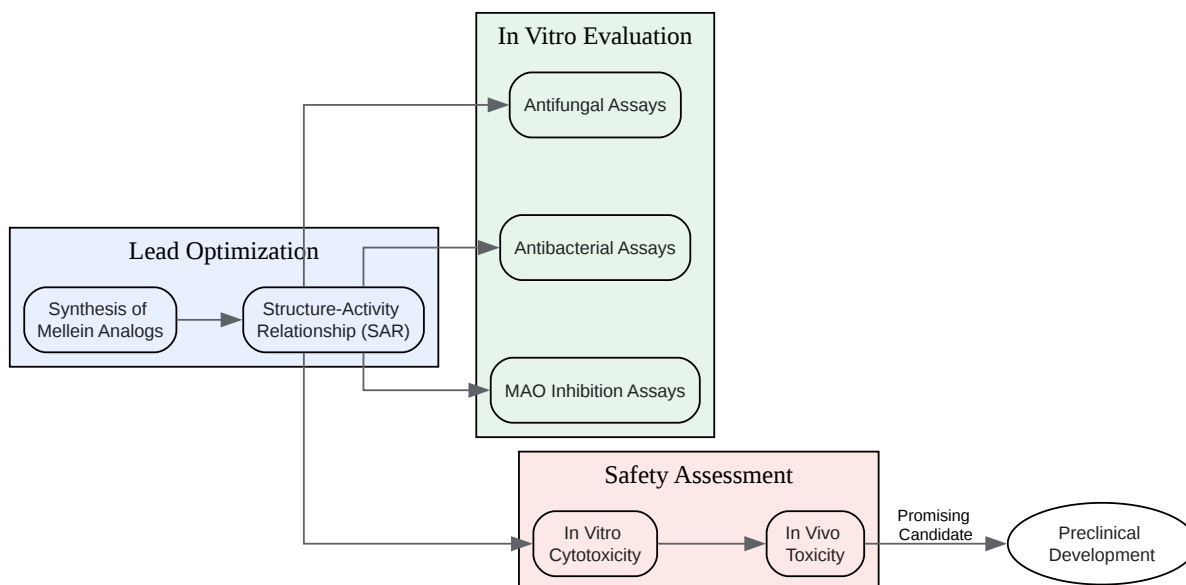 In Vitro Evaluation
Antifungal Assays
Antibacterial Assays
MAO Inhibition Assays
Lead Optimization
Synthesis of
Mellein Analogs
Structure-Activity
Relationship (SAR)
Safety Assessment
In Vitro
Cytotoxicity
In Vivo
Toxicity
Promising
Candidate
Preclinical
Development